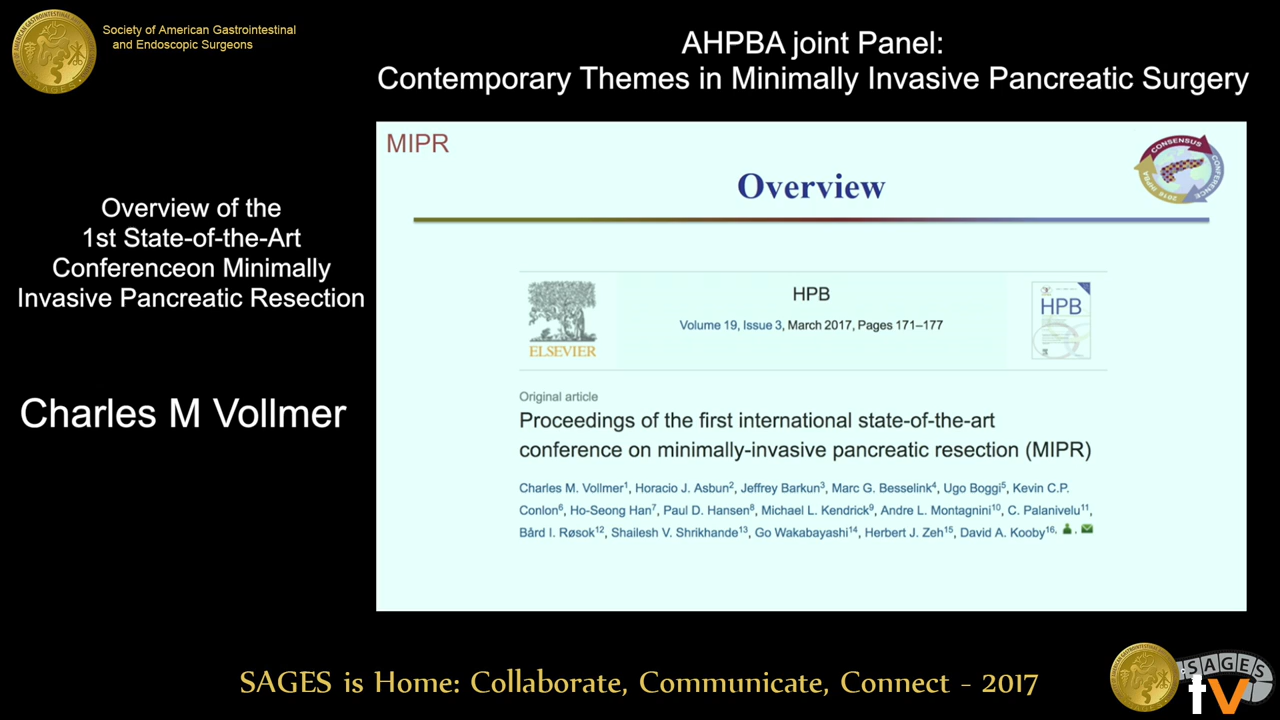 Society of American Gastrointestinal
and Endoscopic Surgeons
AHPBA joint Panel:
Contemporary Themes in Minimally Invasive Pancreatic Surgery
Overview of the
1st State-of-the-Art
Conferenceon Minimally
Invasive Pancreatic Resection
Charles M Vollmer
MIPR
CONSENSUS
CONFERENCE
Overview
ELSEVIER
HPB
Volume 19, Issue 3, March 2017, Pages 171–177
HPB
Original article
Proceedings of the first international state-of-the-art
conference on minimally-invasive pancreatic resection (MIPR)
Charles M. Vollmer1, Horacio J. Asbun2, Jeffrey Barkun3, Marc G. Besselink4, Ugo Boggi5, Kevin C.P.
Conlon6, Ho-Seong Han7, Paul D. Hansen8, Michael L. Kendrick9, Andre L. Montagnini10, C. Palanivelu11,
Bård I. Røsok12, Shailesh V. Shrikhande13, Go Wakabayashi14, Herbert J. Zeh15, David A. Kooby16,
SAGES is Home: Collaborate, Communicate, Connect - 2017
SAGES
tv